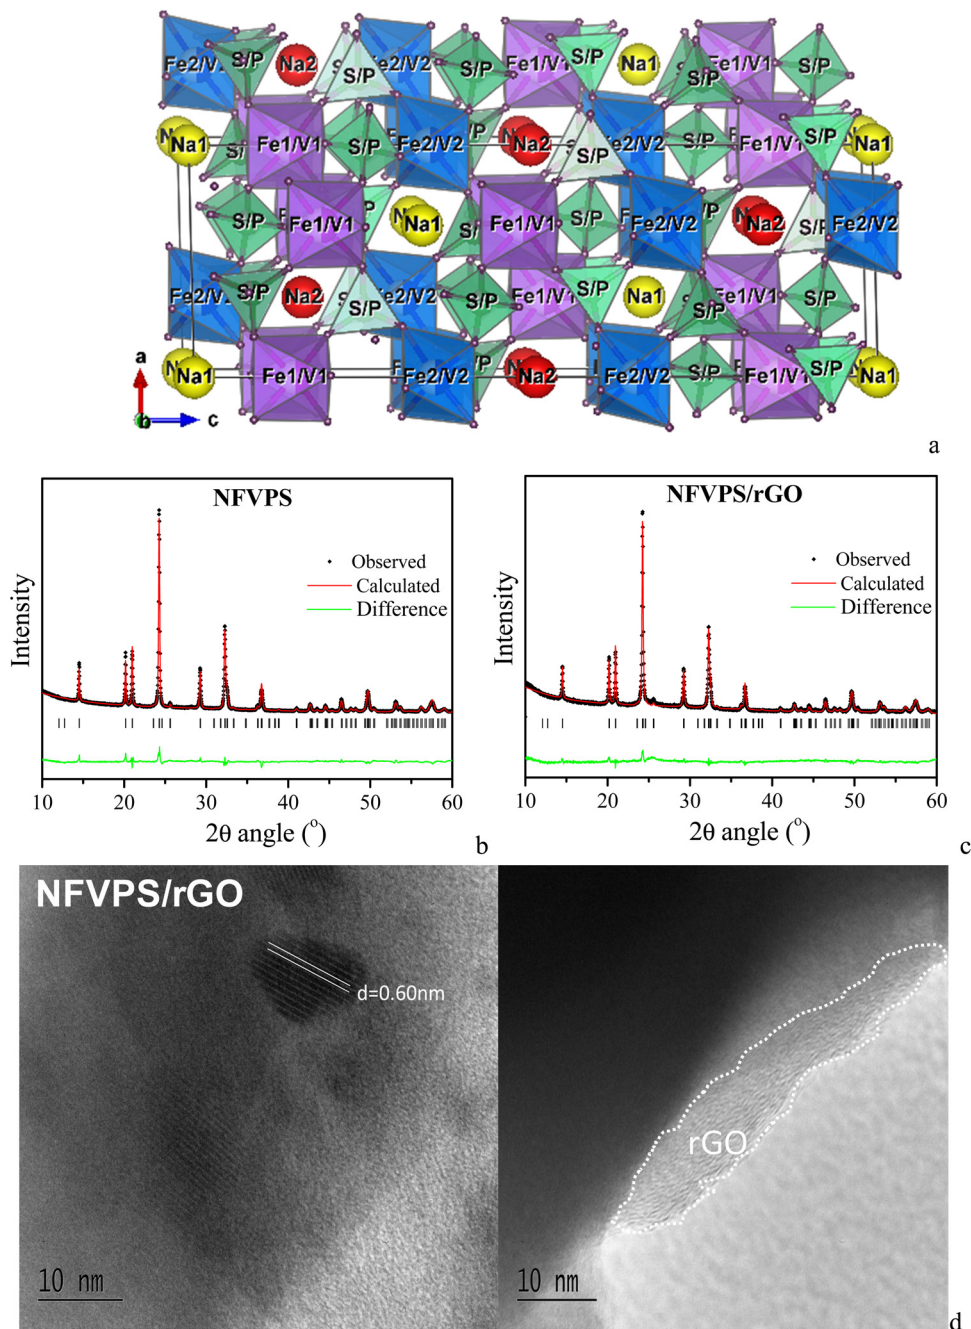 Fe2/V2 S/P Na2 S/P Fe2/V2 S/P Fe1/V1 S/P Na1 S/P Fe1/V1 S/P
N Na1 S/P Fe1/V1 S/P Fe2/V2 Na2 S/P Fe2/V2 S/P Fe1/V1 S/P Na1
S/P Fe1/V1 N Na1 S/P Fe1/V1 S/P Fe2/V2 S/P N Na2 S/P Fe2/V2
Fe2/V2 S/P Na2 S/P Fe2/V2 S/P Fe1/V1 S/P Na1 S/P Fe1/V1 S/P
N Na1 Fe1/V1 Fe2/V2 S/P Na2 Fe2/V2 S/P Fe1/V1 S/P Na1
a
b c
a
NFVPS
Observed
Calculated
Difference
Intensity
10 20 30 40 50 60
2θ angle (°)
b
NFVPS/rGO
Observed
Calculated
Difference
Intensity
10 20 30 40 50 60
2θ angle (°)
c
NFVPS/rGO
d=0.60nm
10 nm
rGO
10 nm
d